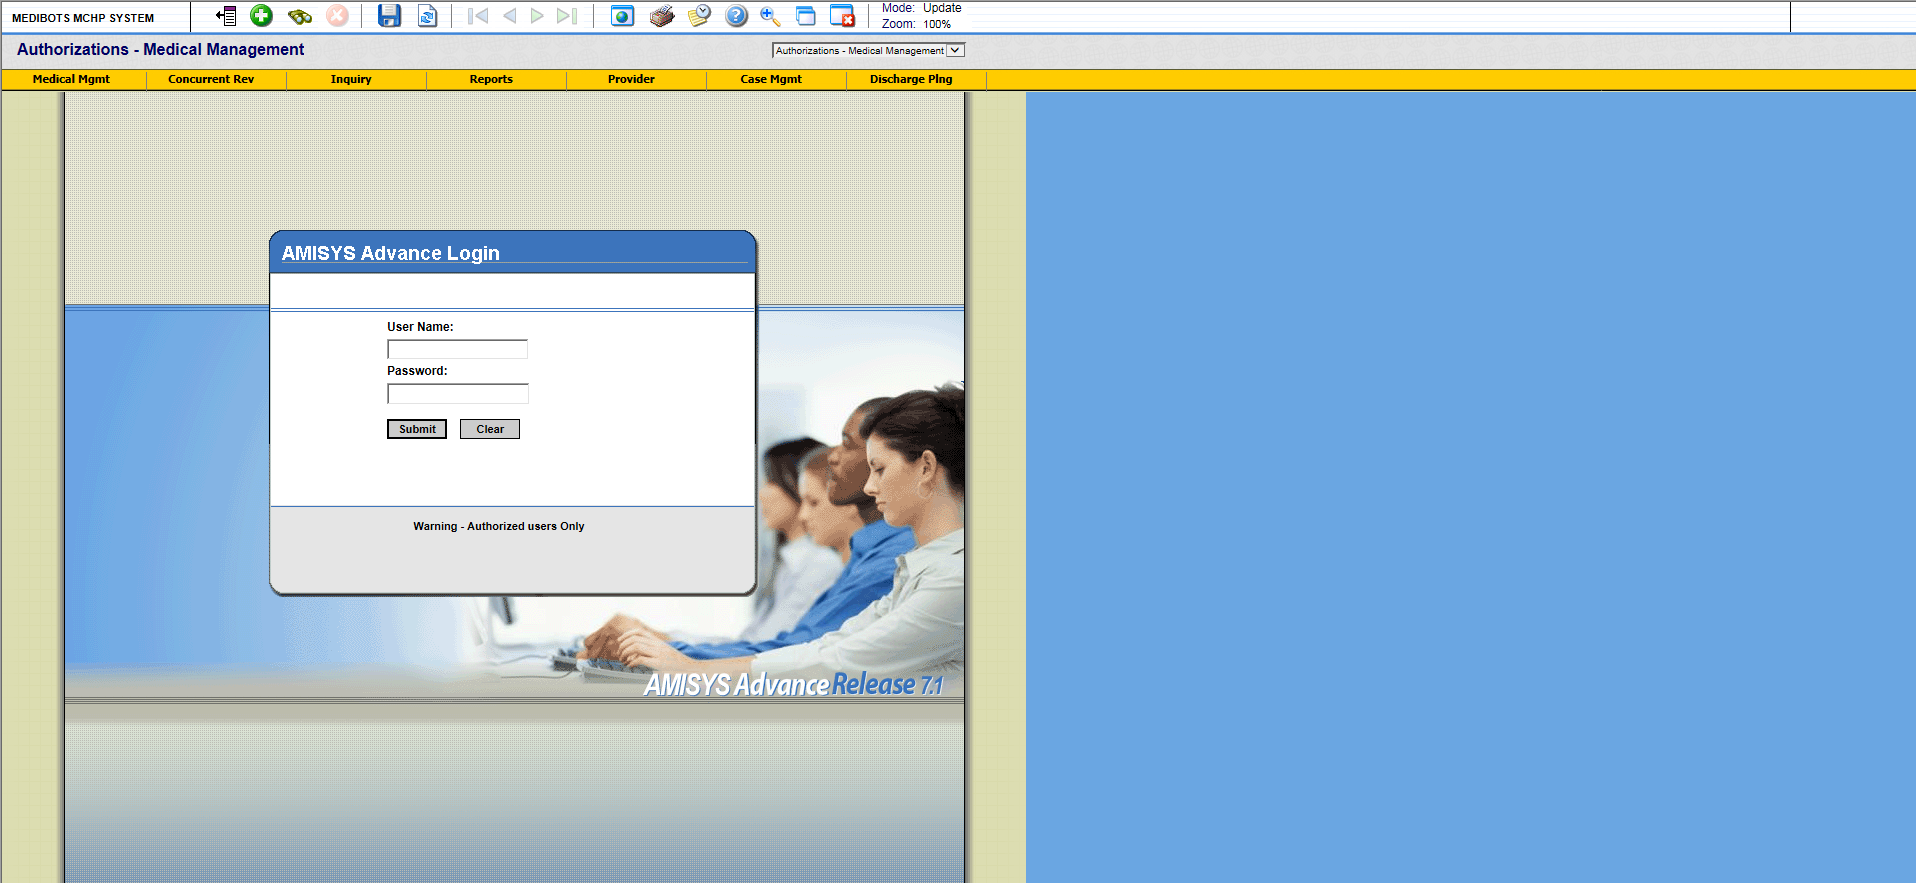 MEDIBOTS MCHP SYSTEM
Mode: Update
Zoom: 100%
Authorizations - Medical Management
Authorizations - Medical Management
Medical Mgmt Concurrent Rev Inquiry Reports Provider Case Mgmt Discharge Plng
AMISYS Advance Login
User Name:
Password:
Submit Clear
Warning - Authorized users Only
AMISYS Advance Release 7.1